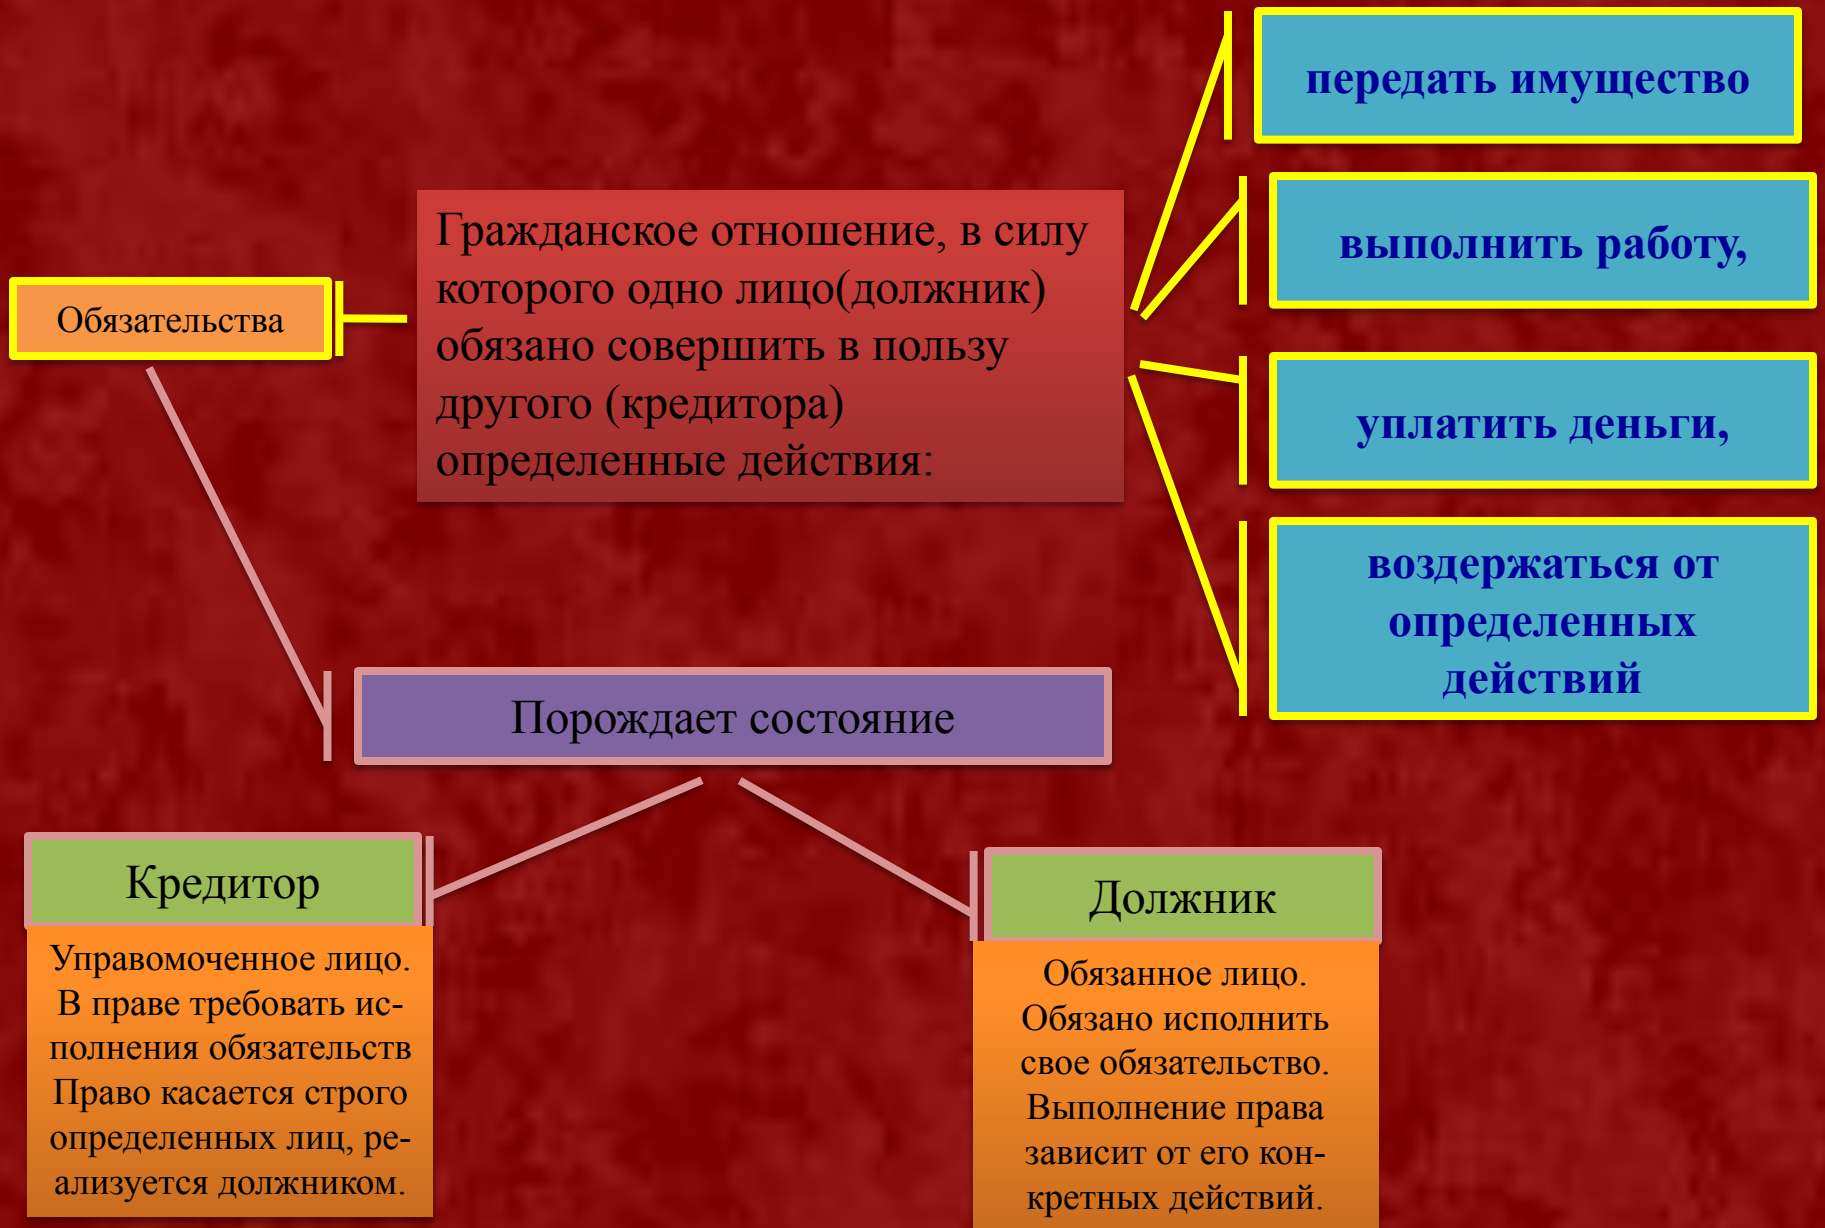 Обязательства
Гражданское отношение, в силу
которого одно лицо(должник)
обязано совершить в пользу
другого (кредитора)
определенные действия:
передать имущество
выполнить работу,
уплатить деньги,
воздержаться от
определенных
действий
Порождает состояние
Кредитор
Управомоченное лицо.
В праве требовать ис-
полнения обязательств
Право касается строго
определенных лиц, ре-
ализуется должником.
Должник
Обязанное лицо.
Обязано исполнить
свое обязательство.
Выполнение права
зависит от его кон-
кретных действий.